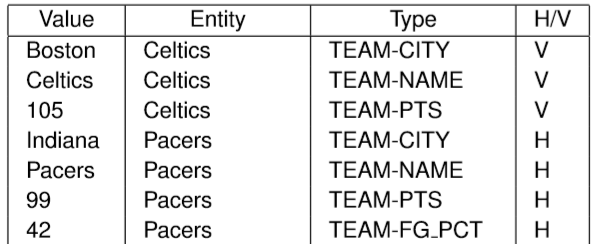 Value Entity Type H/V
Boston Celtics TEAM-CITY V
Celtics Celtics TEAM-NAME V
105 Celtics TEAM-PTS V
Indiana Pacers TEAM-CITY H
Pacers Pacers TEAM-NAME H
99 Pacers TEAM-PTS H
42 Pacers TEAM-FG_PCT H